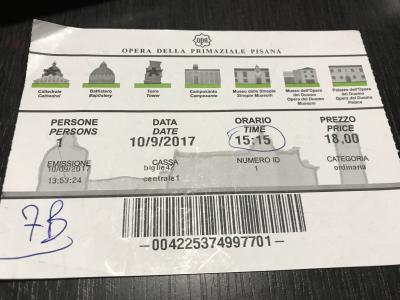 OPA
OPERA DELLA PRIMAZIALE PISANA
Cattedrale Battistero Torre Camposanto Museo delle Sinopie Museo dell'Opera del Duomo Palazzo dell'Opera del Duomo
Cathedral Baptistery Tower Camposanto Sinopie Museum Opera del Duomo Museum Opera del Duomo Palace
PERSONE DATA ORARIO PREZZO
PERSONS DATE TIME PRICE
1 10/9/2017 15:15 18,00
EMISSIONE CASSA NUMERO ID CATEGORIA
10/09/2017 biglie42 1 ordinaria
13:53:24 centrale1
7B
004225374997701